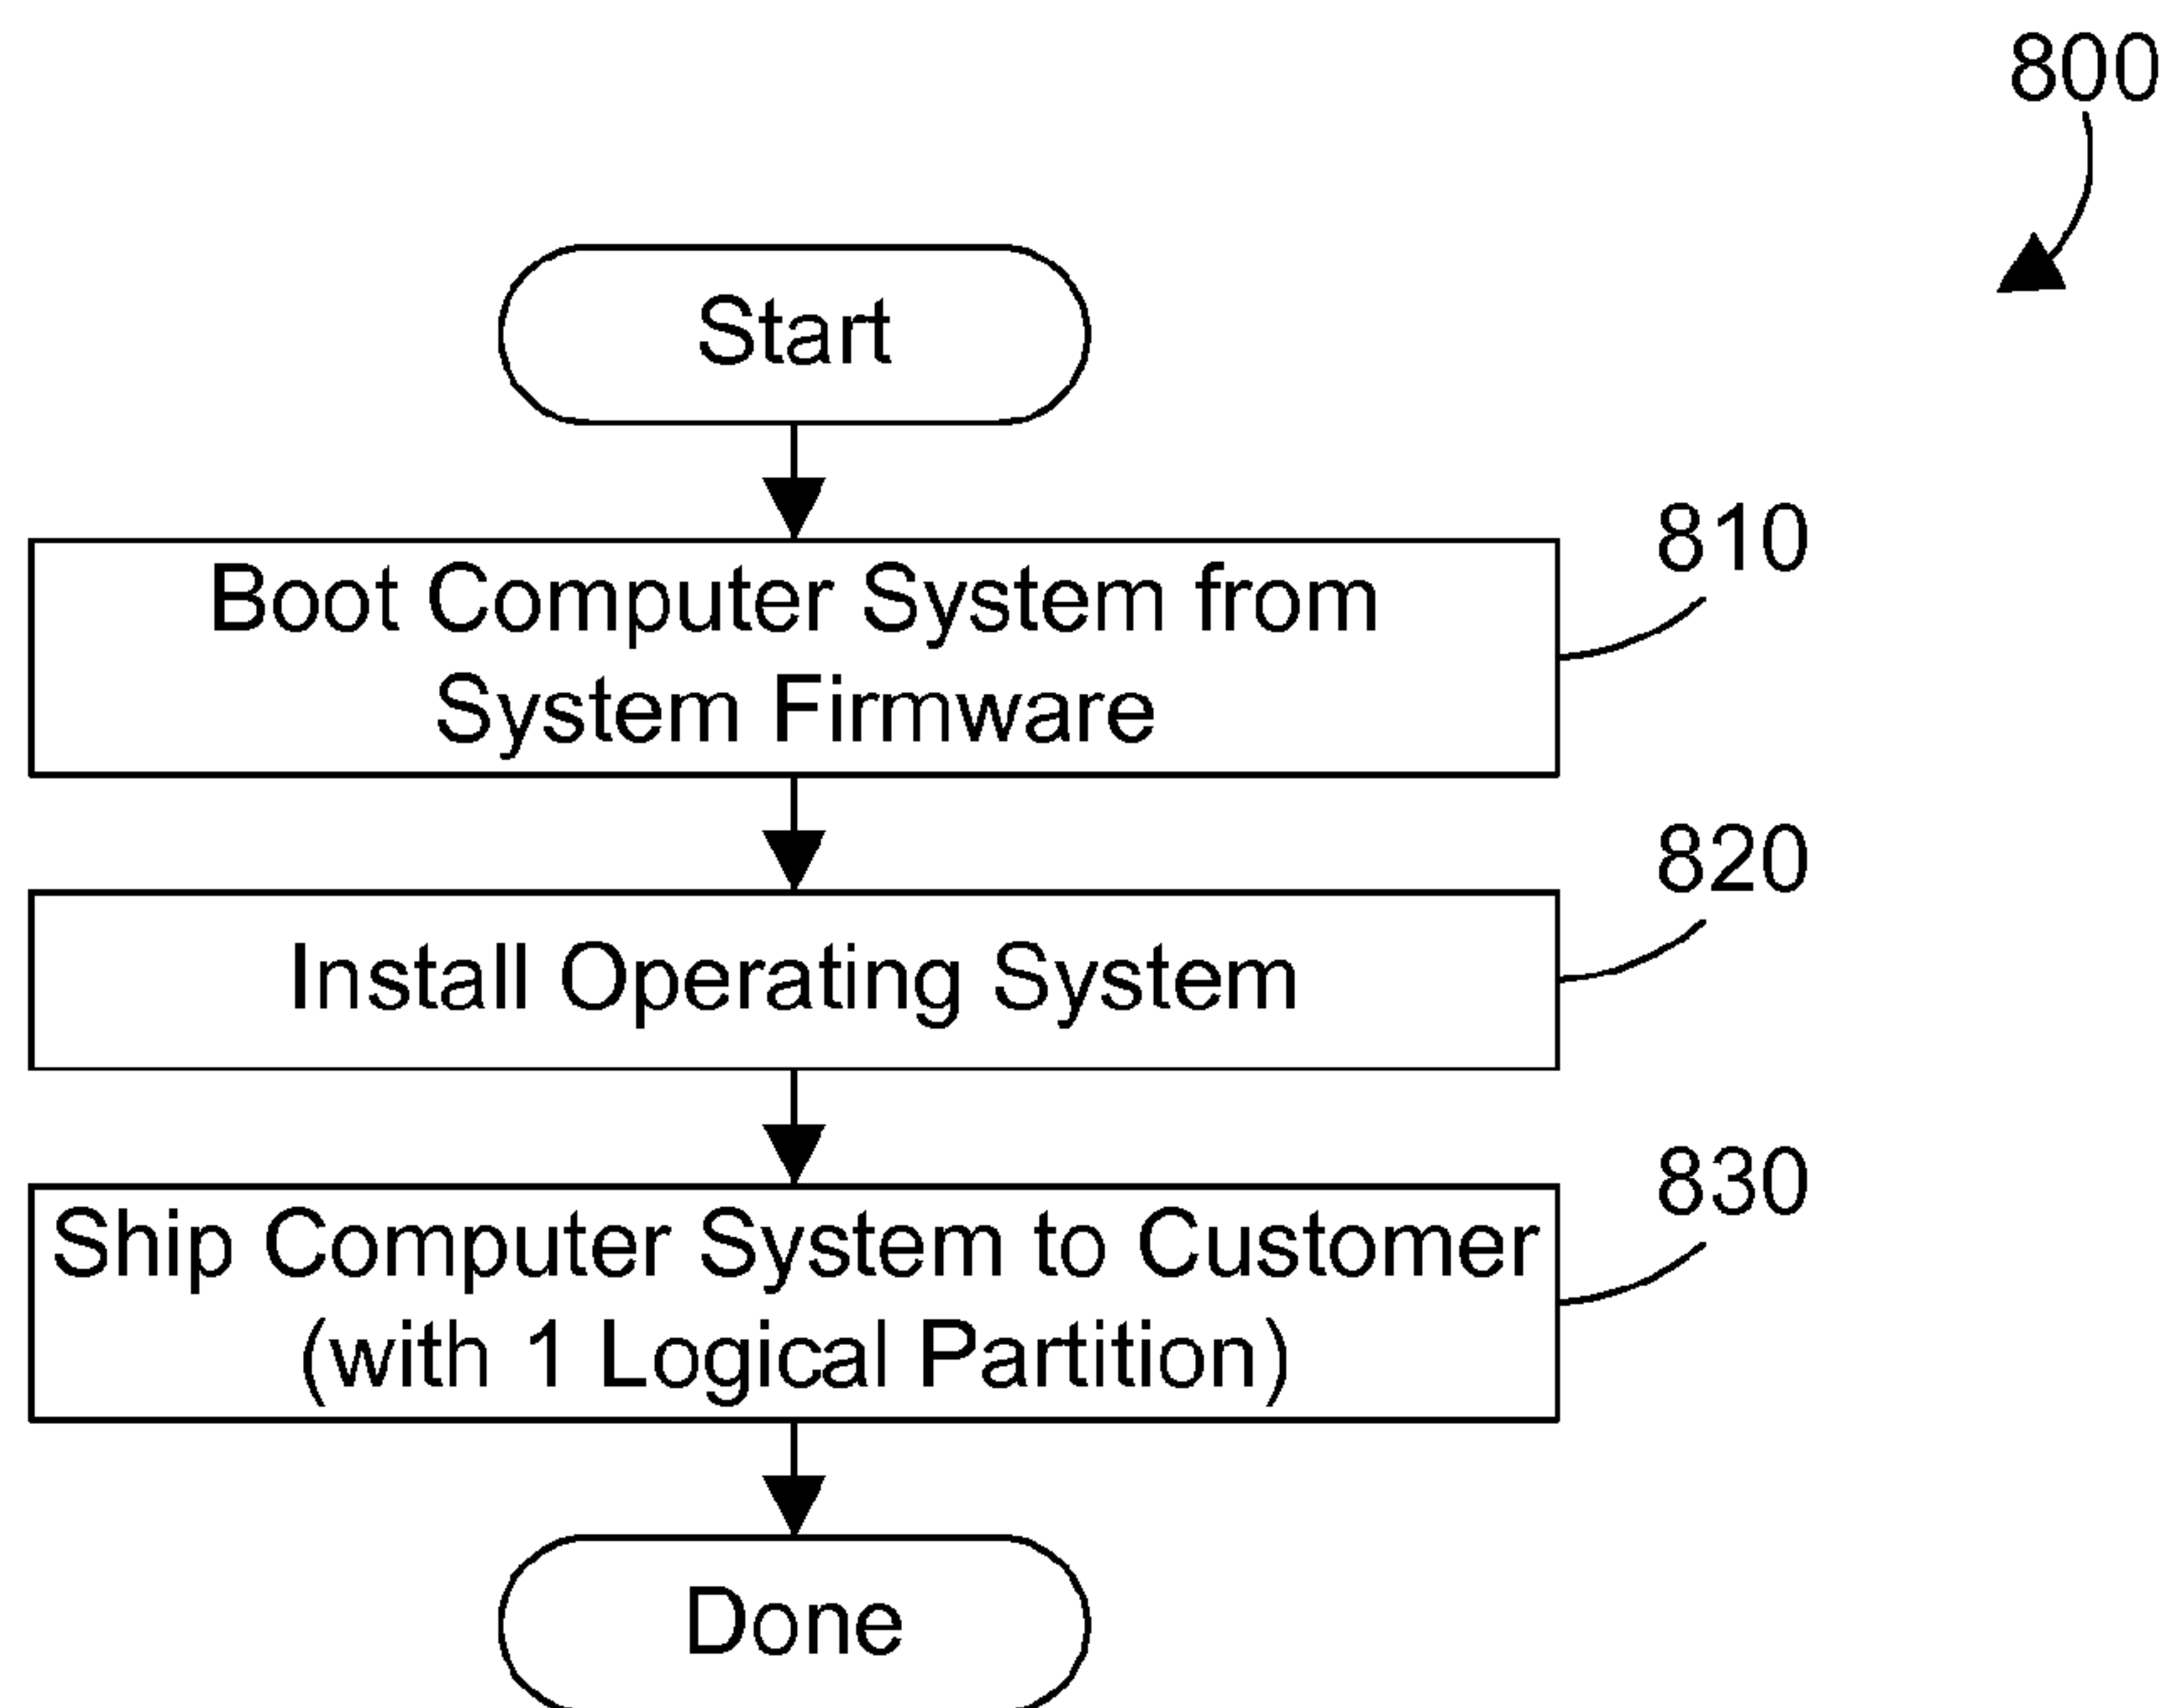 800
Start
810
Boot Computer System from
System Firmware
820
Install Operating System
830
Ship Computer System to Customer
(with 1 Logical Partition)
Done